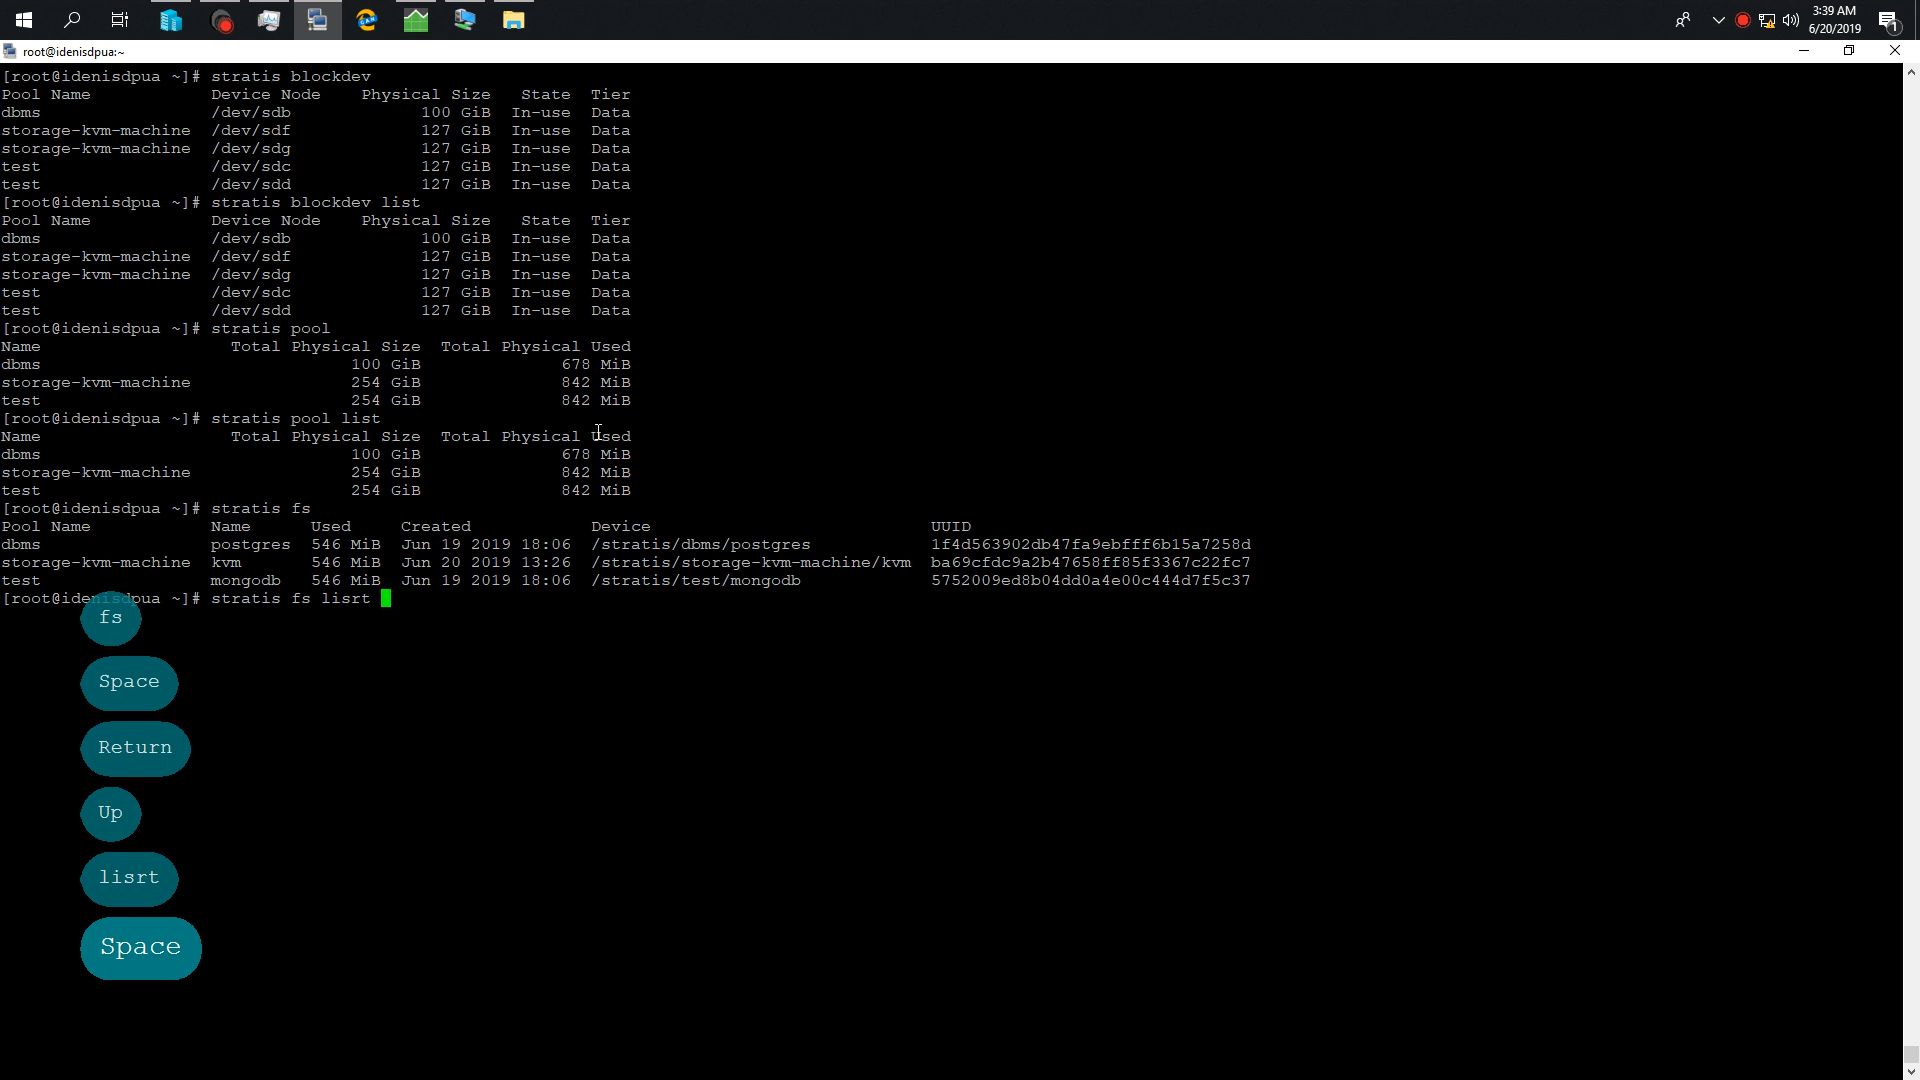 3:39 AM
6/20/2019
1
root@idenisdpua:~
[root@idenisdpua ~]# stratis blockdev
Pool Name            Device Node    Physical Size   State  Tier
dbms                 /dev/sdb             100 GiB  In-use  Data
storage-kvm-machine  /dev/sdf             127 GiB  In-use  Data
storage-kvm-machine  /dev/sdg             127 GiB  In-use  Data
test                 /dev/sdc             127 GiB  In-use  Data
test                 /dev/sdd             127 GiB  In-use  Data
[root@idenisdpua ~]# stratis blockdev list
Pool Name            Device Node    Physical Size   State  Tier
dbms                 /dev/sdb             100 GiB  In-use  Data
storage-kvm-machine  /dev/sdf             127 GiB  In-use  Data
storage-kvm-machine  /dev/sdg             127 GiB  In-use  Data
test                 /dev/sdc             127 GiB  In-use  Data
test                 /dev/sdd             127 GiB  In-use  Data
[root@idenisdpua ~]# stratis pool
Name                   Total Physical Size  Total Physical Used
dbms                               100 GiB              678 MiB
storage-kvm-machine                254 GiB              842 MiB
test                               254 GiB              842 MiB
[root@idenisdpua ~]# stratis pool list
Name                   Total Physical Size  Total Physical Used
dbms                               100 GiB              678 MiB
storage-kvm-machine                254 GiB              842 MiB
test                               254 GiB              842 MiB
[root@idenisdpua ~]# stratis fs
Pool Name            Name      Used     Created            Device                            UUID
dbms                 postgres  546 MiB  Jun 19 2019 18:06  /stratis/dbms/postgres            1f4d563902db47fa9ebfff6b15a7258d
storage-kvm-machine  kvm       546 MiB  Jun 20 2019 13:26  /stratis/storage-kvm-machine/kvm  ba69cfdc9a2b47658ff85f3367c22fc7
test                 mongodb   546 MiB  Jun 19 2019 18:06  /stratis/test/mongodb             5752009ed8b04dd0a4e00c444d7f5c37
[root@idenisdpua ~]# stratis fs lisrt
fs
Space
Return
Up
lisrt
Space